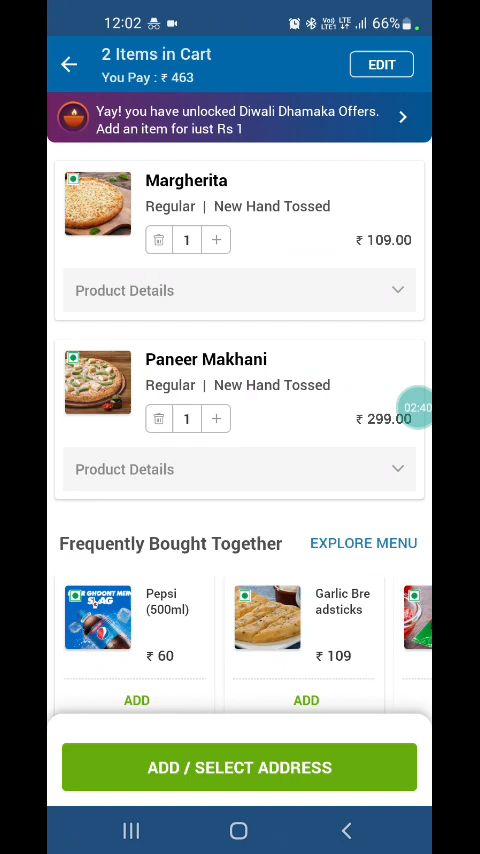 12:02 66%
2 Items in Cart
You Pay : ₹ 463
EDIT
Yay! you have unlocked Diwali Dhamaka Offers.
Add an item for just Rs 1
Margherita
Regular | New Hand Tossed
1 + ₹ 109.00
Product Details
Paneer Makhani
Regular | New Hand Tossed
1 + ₹ 299.00
02:40
Product Details
Frequently Bought Together EXPLORE MENU
Pepsi
(500ml)
₹ 60
ADD
Garlic Bre
adsticks
₹ 109
ADD
ADD / SELECT ADDRESS